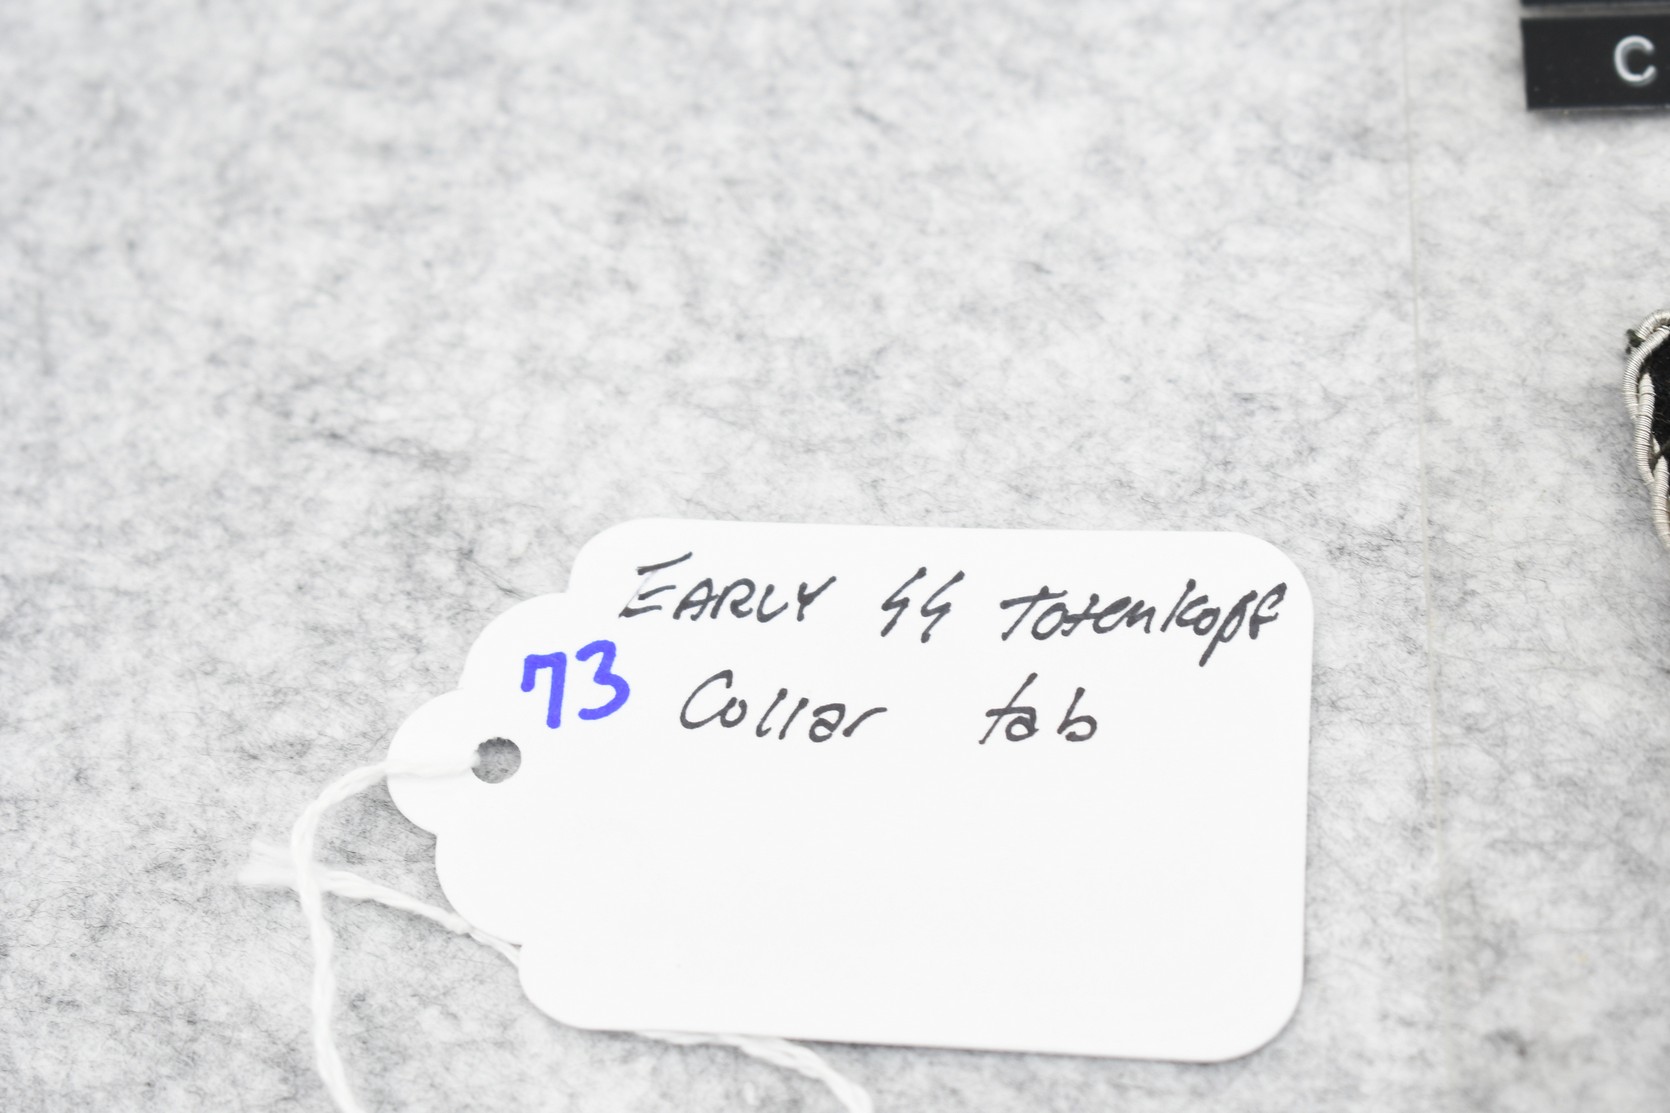 C
EARLY SS Totenkopf
73 Collar tab